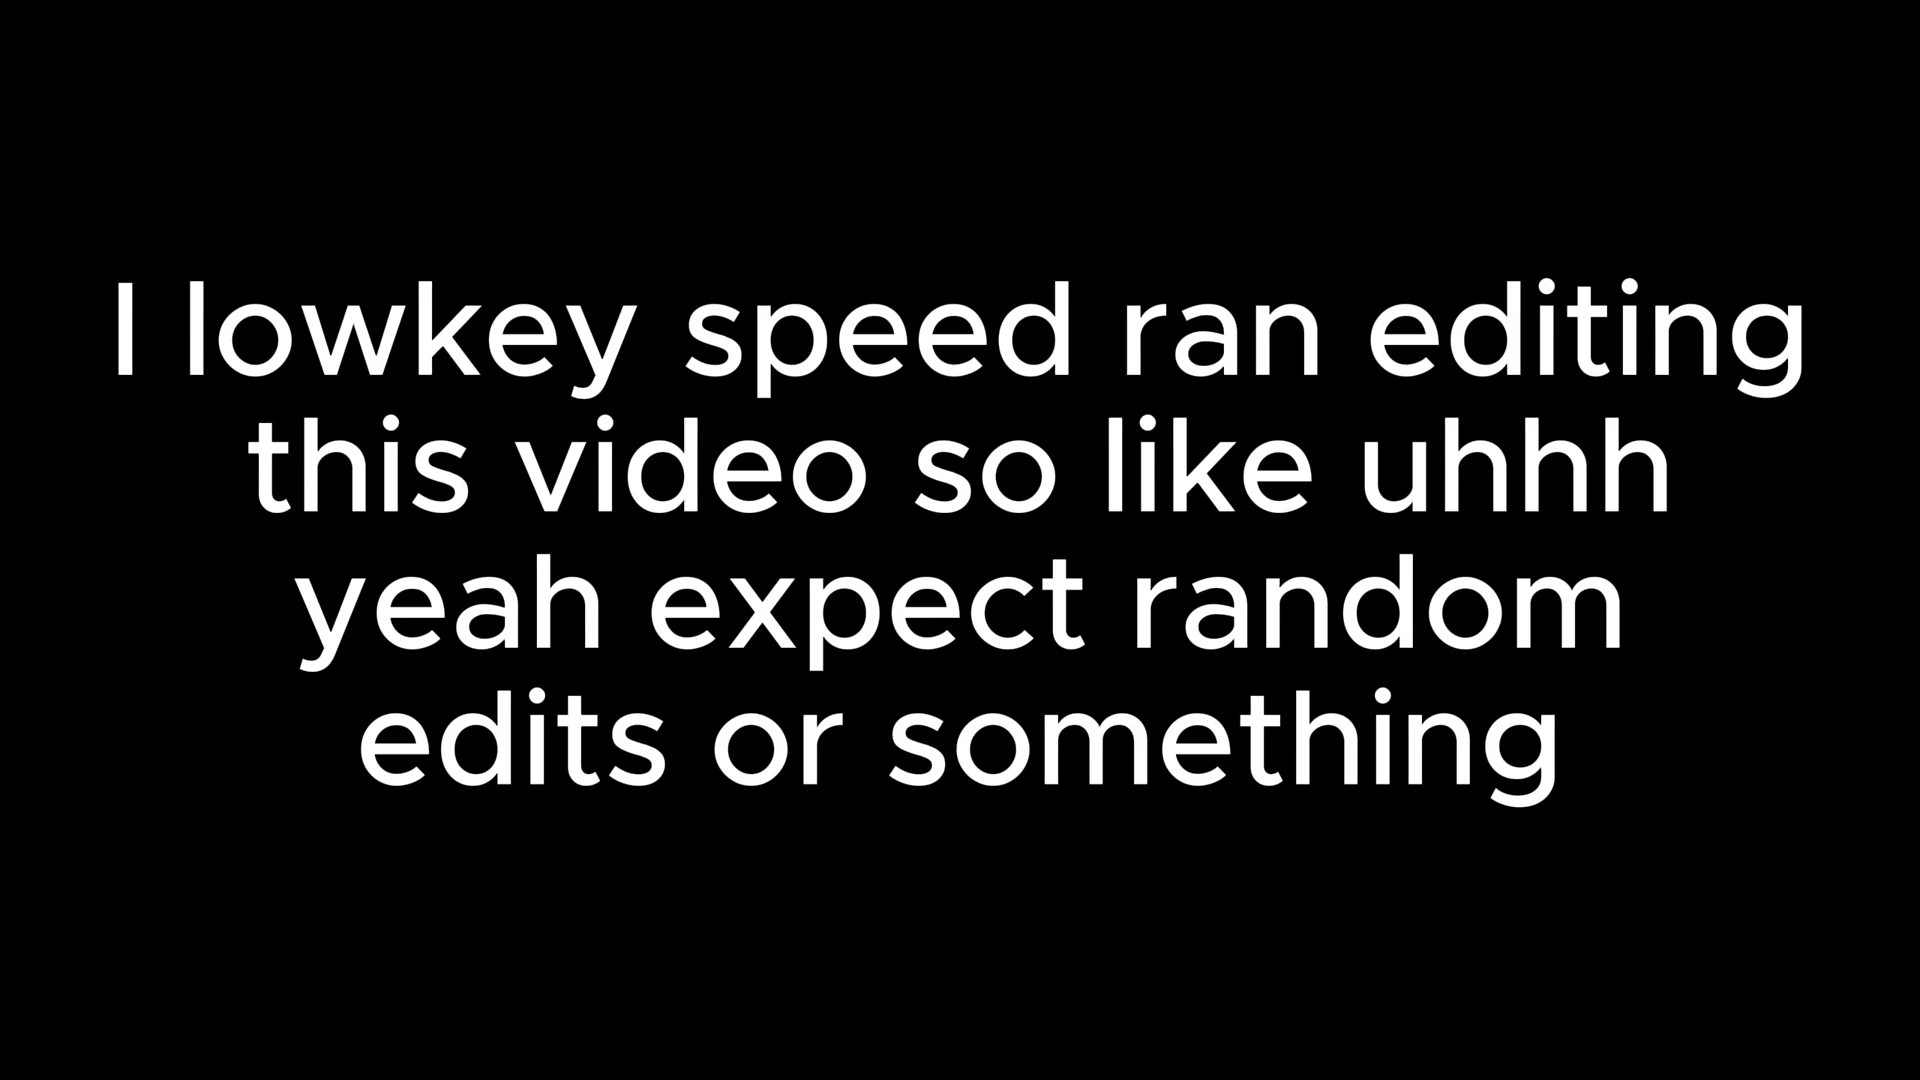 I lowkey speed ran editing
this video so like uhhh
yeah expect random
edits or something